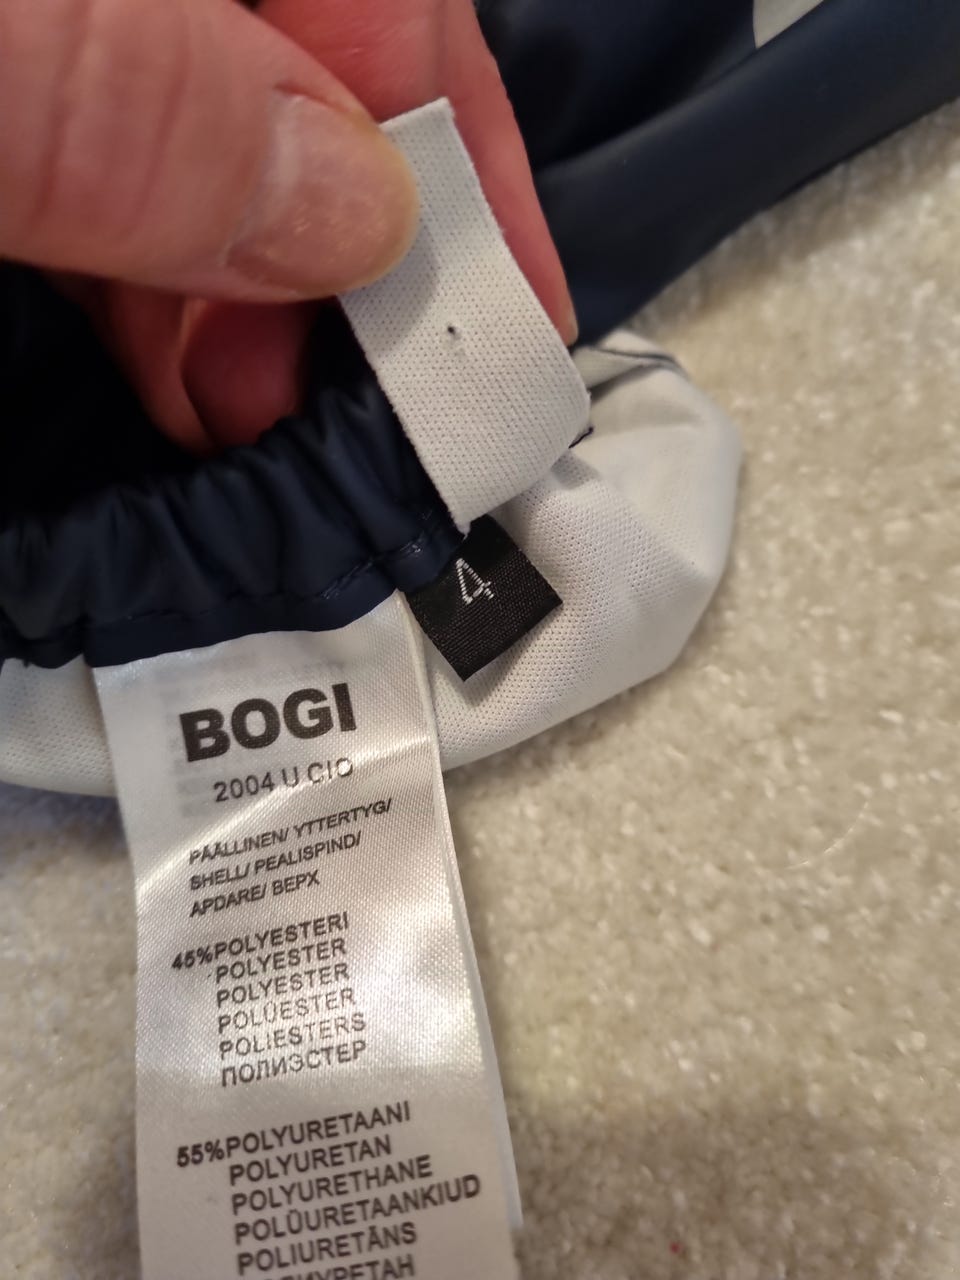 4
BOGI
2004 U CIO
PÄÄLLINEN/ YTTERTYG/
SHELL/ PEALISPIND/
APDARE/ ВЕРХ
45%POLYESTERI
POLYESTER
POLYESTER
POLÜESTER
POLIESTERS
ПОЛИЭСТЕР
55%POLYURETAANI
POLYURETAN
POLYURETHANE
POLÜURETAANKIUD
POLIURETĀNS